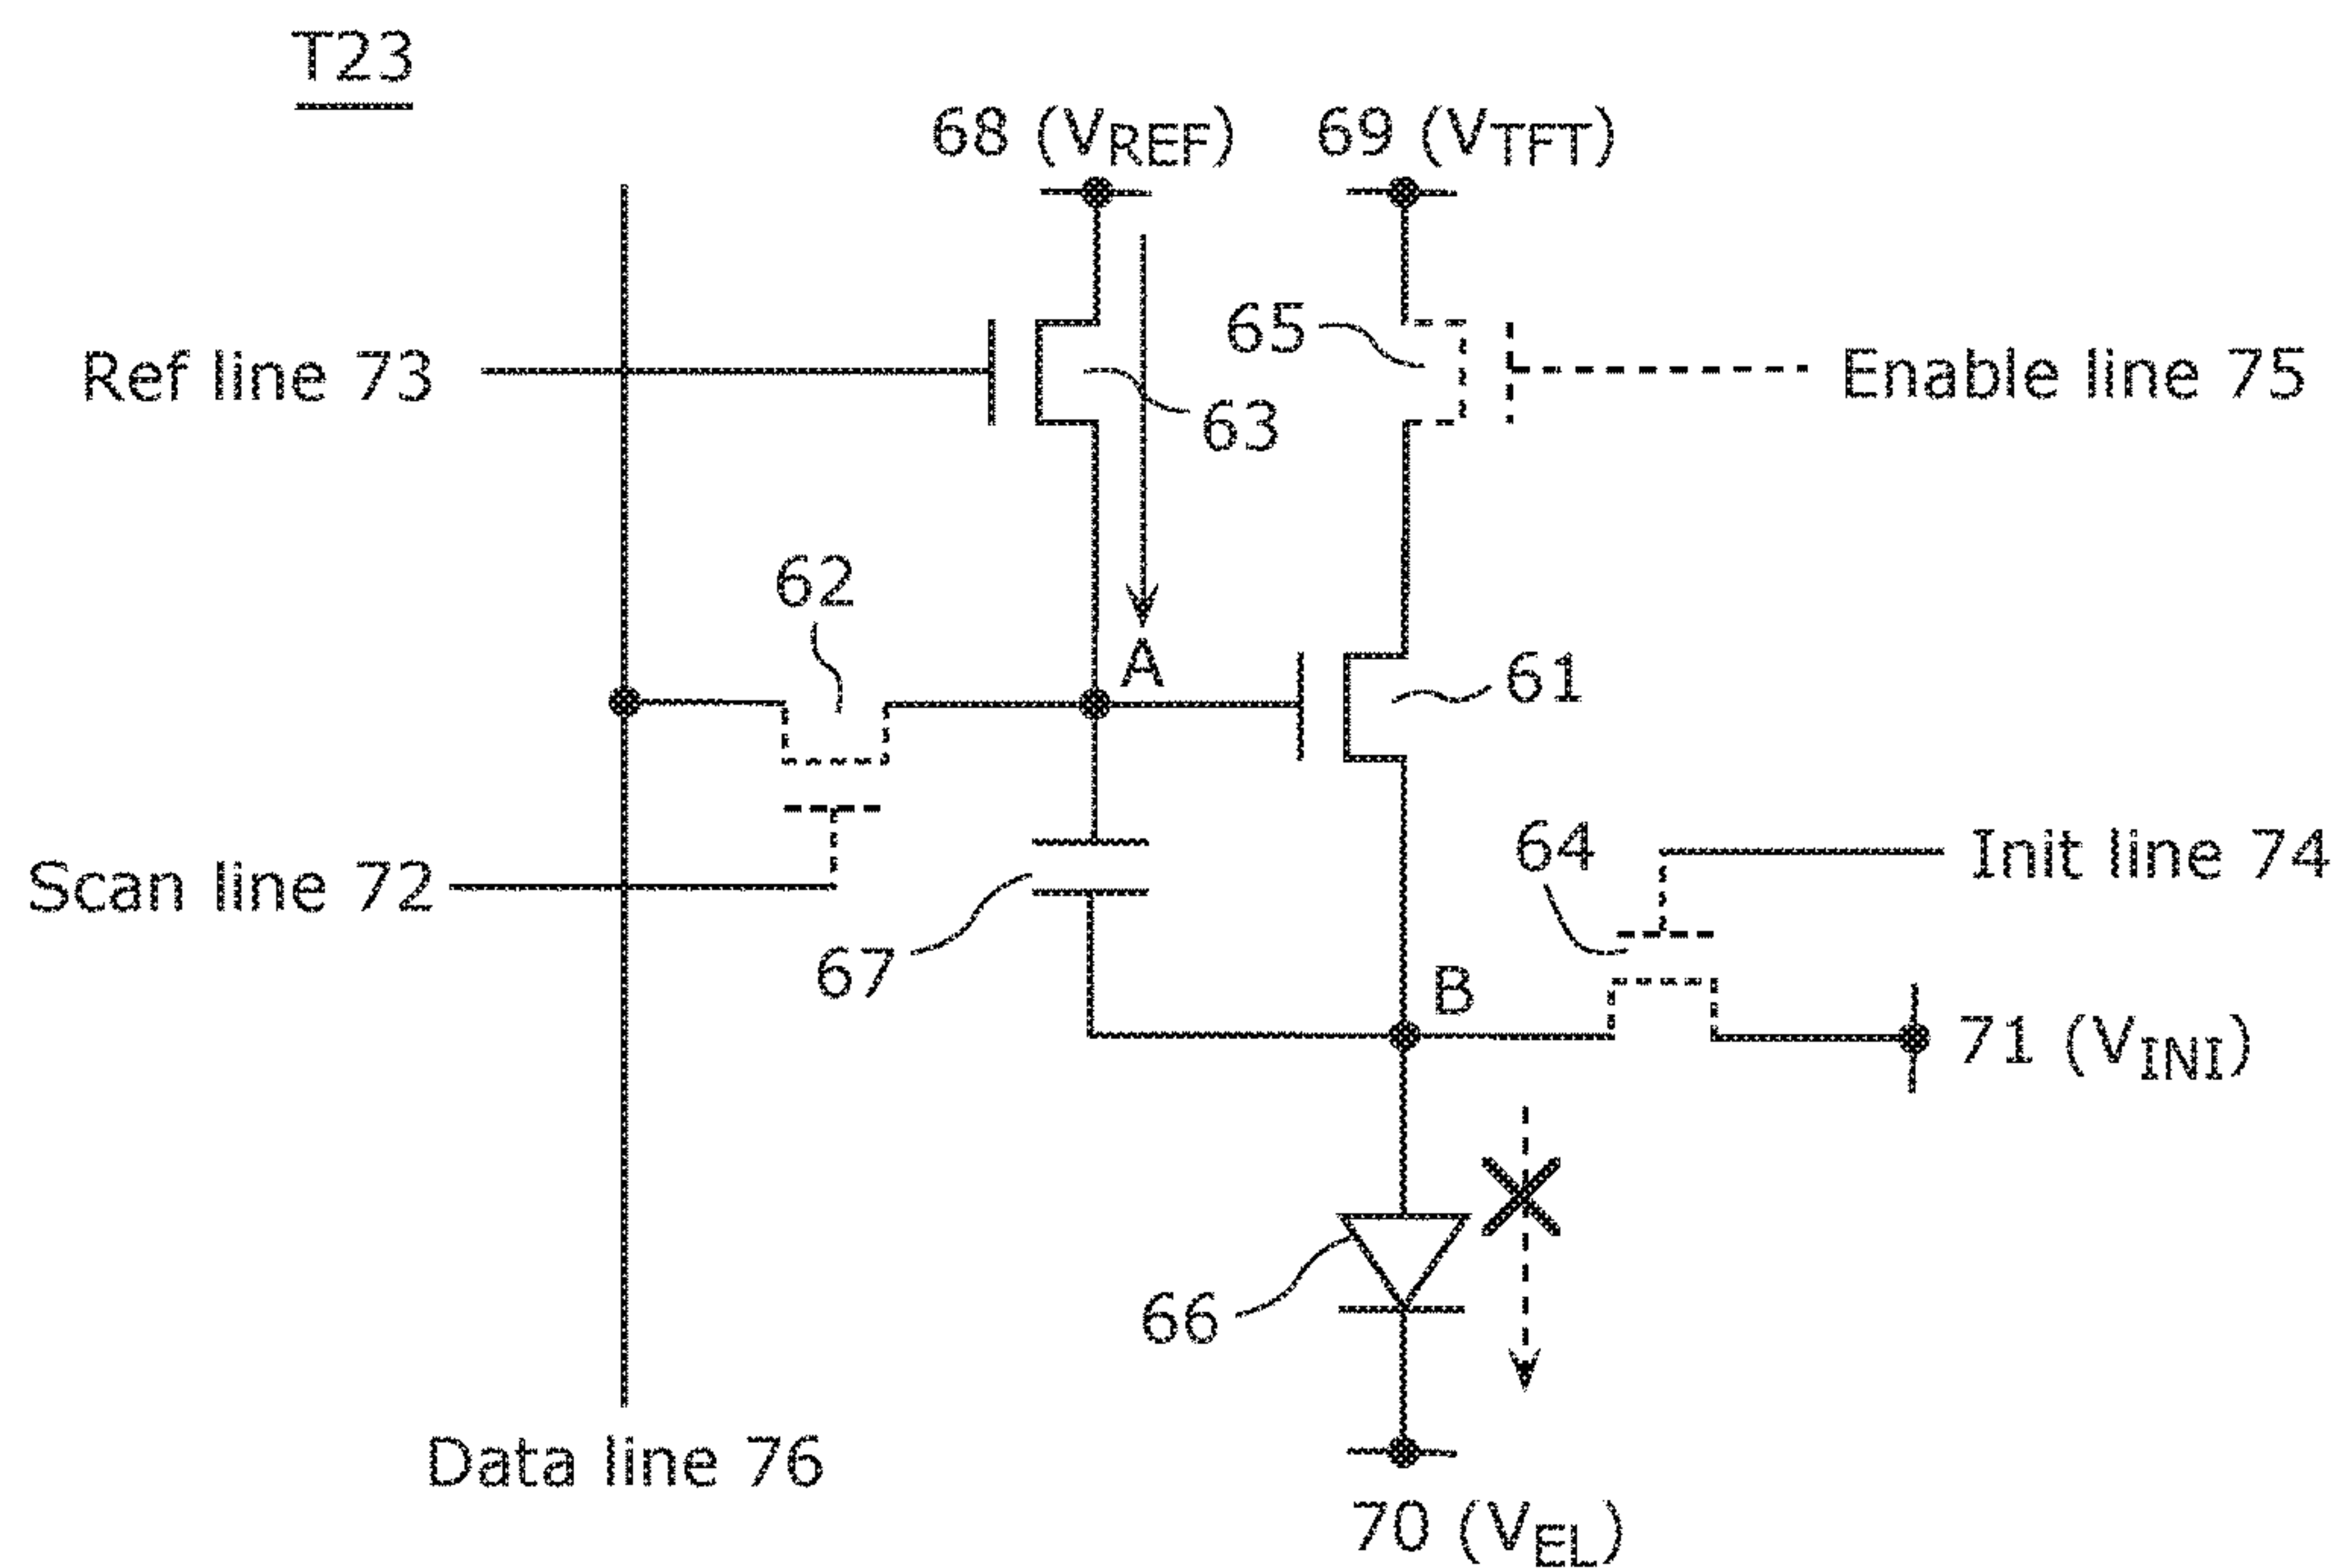 T23
68 (VREF)
69 (VTFT)
Ref line 73
65
63
Enable line 75
62
A
61
Scan line 72
67
64
Init line 74
B
71 (VINI)
66
Data line 76
70 (VEL)